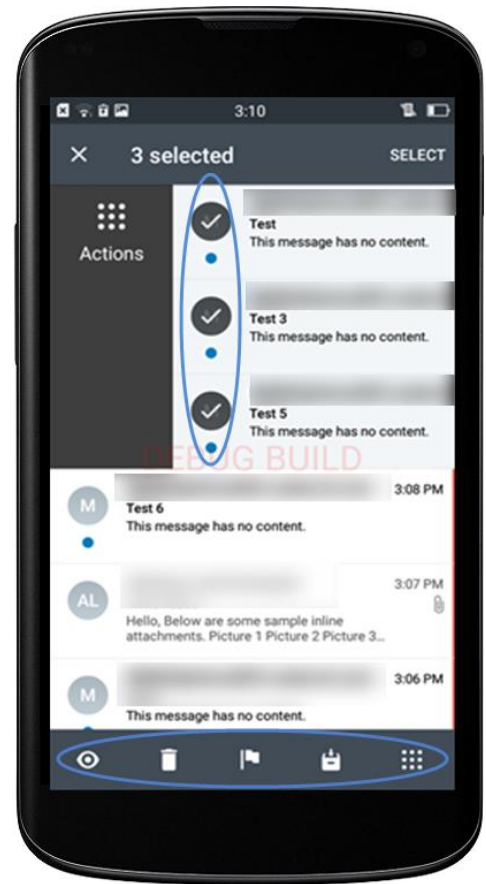 3:10
3 selected
SELECT
Actions
Test
This message has no content.
Test 3
This message has no content.
Test 5
This message has no content.
DEBUG BUILD
M
3:08 PM
Test 6
This message has no content.
AL
3:07 PM
Hello, Below are some sample inline
attachments. Picture 1 Picture 2 Picture 3...
M
3:06 PM
This message has no content.